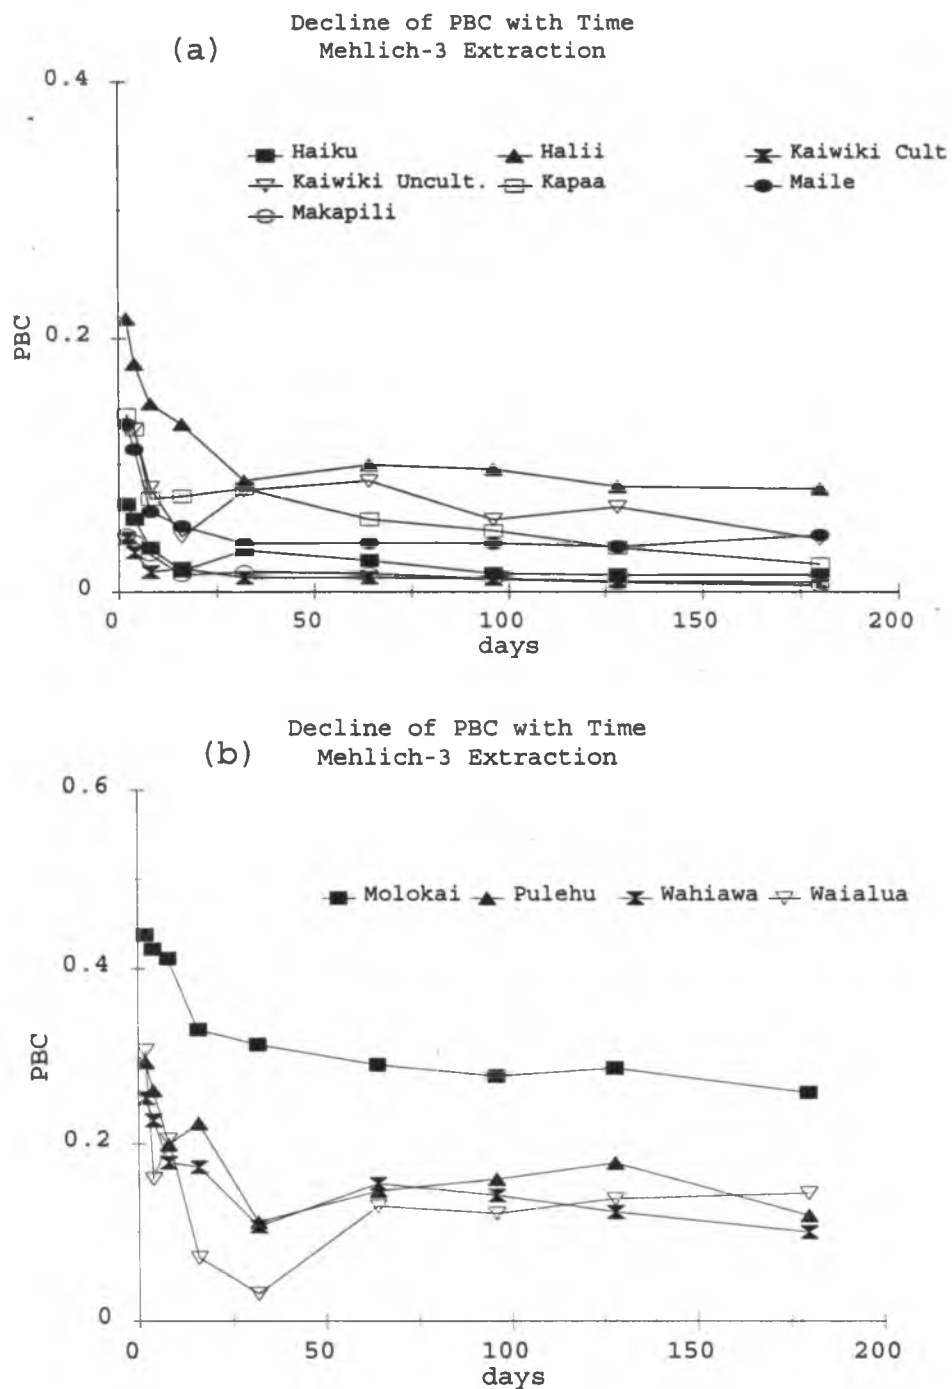 Decline of PBC with Time
(a) Mehlich-3 Extraction
0.4
Haiku Halii Kaiwiki Cult
Kaiwiki Uncult. Kapaa Maile
Makapili
0.2
PBC
0
0 50 100 150 200
days
Decline of PBC with Time
(b) Mehlich-3 Extraction
0.6
Molokai Pulehu Wahiawa Waialua
0.4
PBC
0.2
0
0 50 100 150 200
days